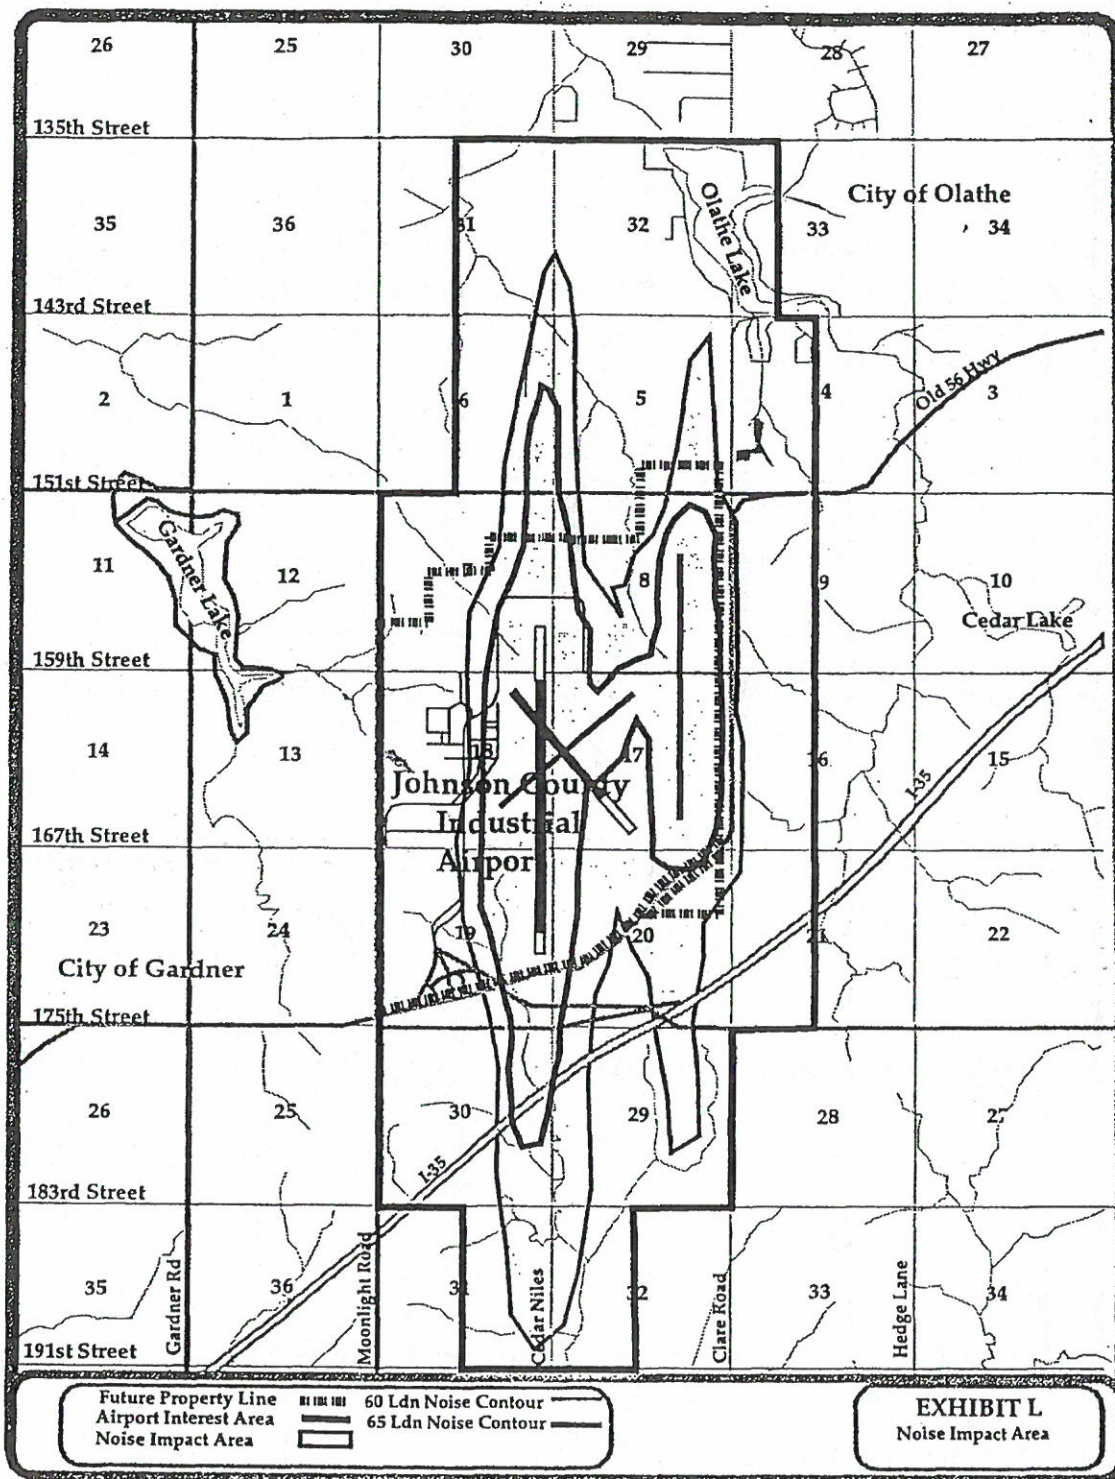 26 25 30 29 28 27
135th Street
City of Olathe
35 36 31 32 33 34
Olathe Lake
143rd Street
2 1 6 5 4 3
Old 56 Hwy
151st Street
Gardner Lake
11 12 8 9 10
Cedar Lake
159th Street
14 13 18 17 16 15
I-35
Johnson County
Industrial
Airport
167th Street
23 24 19 20 21 22
City of Gardner
175th Street
26 25 30 29 28 27
I-35
183rd Street
35 36 31 32 33 34
Gardner Rd
Moonlight Road
Cedar Niles
Clare Road
Hedge Lane
191st Street
Future Property Line
60 Ldn Noise Contour
Airport Interest Area
65 Ldn Noise Contour
Noise Impact Area
EXHIBIT L
Noise Impact Area